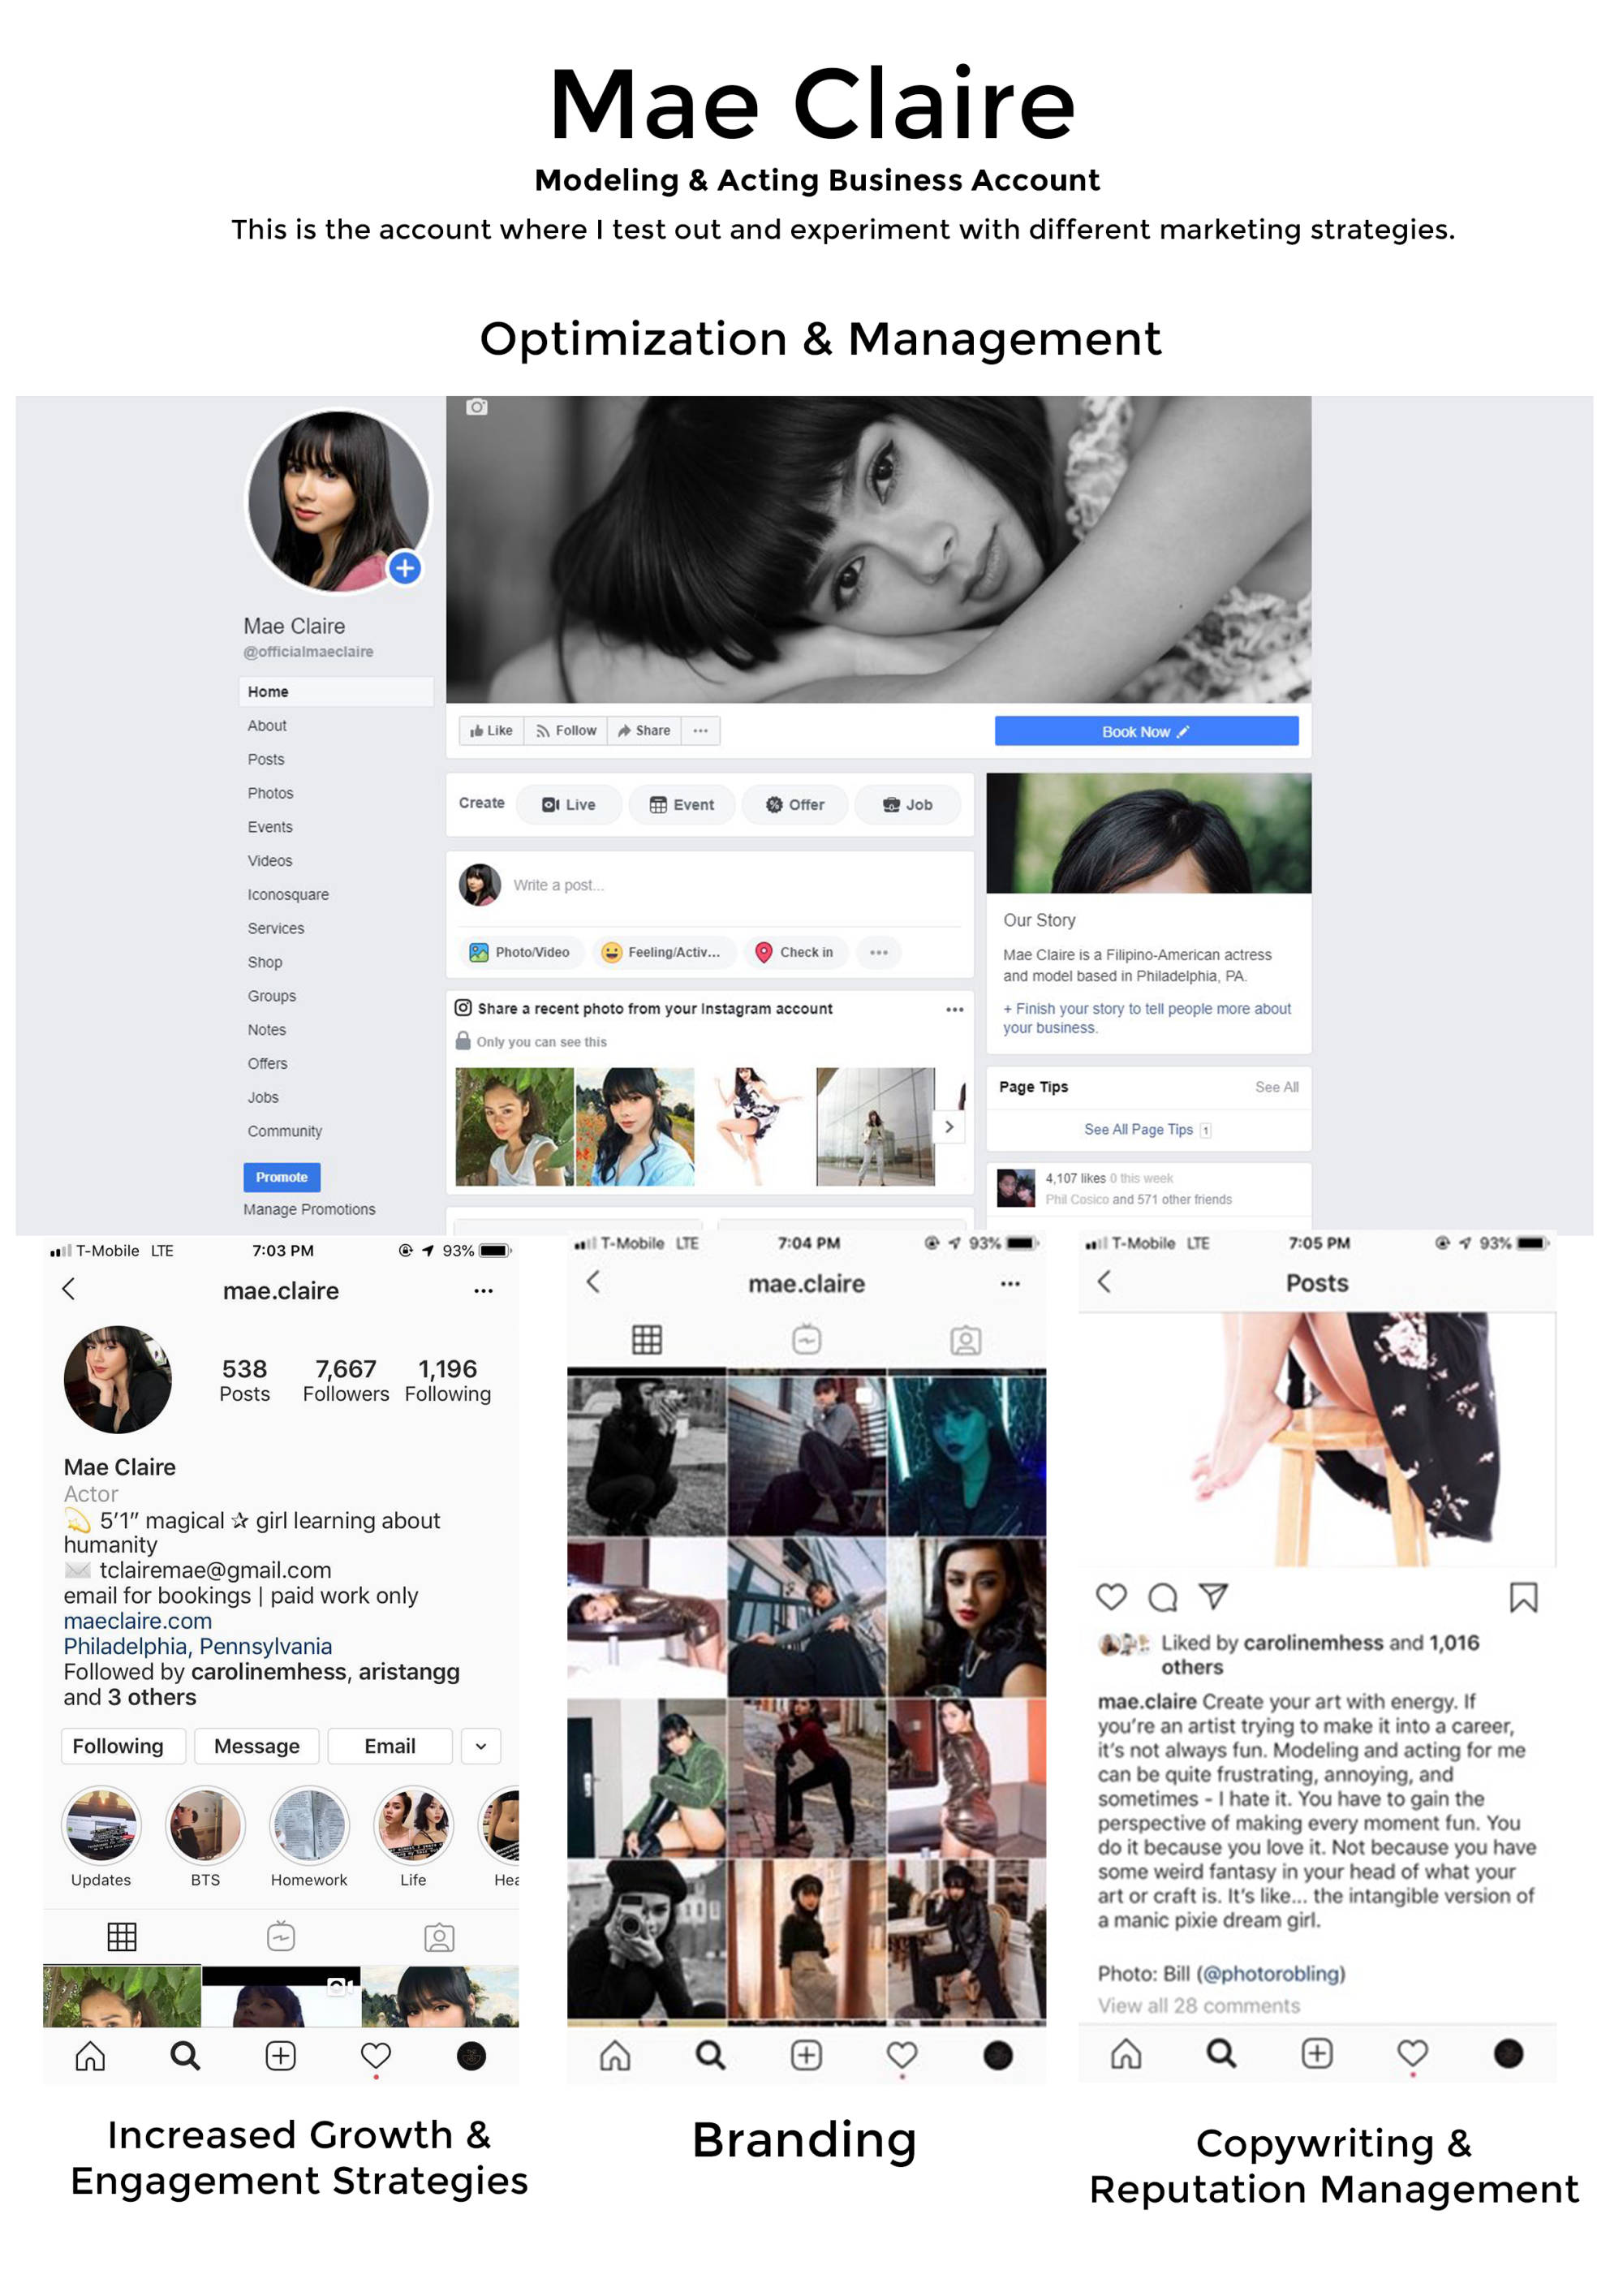 Mae Claire
Modeling & Acting Business Account
This is the account where I test out and experiment with different marketing strategies.
Optimization & Management
Mae Claire
@officialmaeclaire
Home
About
Posts
Photos
Events
Videos
Iconosquare
Services
Shop
Groups
Notes
Offers
Jobs
Community
Promote
Manage Promotions
Like Follow Share ...
Book Now
Create Live Event Offer Job
Write a post...
Photo/Video Feeling/Activ... Check in ...
Share a recent photo from your Instagram account ...
Only you can see this
Our Story
Mae Claire is a Filipino-American actress
and model based in Philadelphia, PA.
+ Finish your story to tell people more about
your business.
Page Tips See All
See All Page Tips 1
4,107 likes 0 this week
Phil Cosico and 571 other friends
T-Mobile LTE 7:03 PM 93%
mae.claire ...
538 7,667 1,196
Posts Followers Following
Mae Claire
Actor
💫 5'1" magical ✰ girl learning about
humanity
✉️ tclairemae@gmail.com
email for bookings | paid work only
maeclaire.com
Philadelphia, Pennsylvania
Followed by carolinemhess, aristangg
and 3 others
Following Message Email
Updates BTS Homework Life Hea
Increased Growth &
Engagement Strategies
T-Mobile LTE 7:04 PM 93%
mae.claire ...
Branding
T-Mobile LTE 7:05 PM 93%
Posts
Liked by carolinemhess and 1,016
others
mae.claire Create your art with energy. If
you're an artist trying to make it into a career,
it's not always fun. Modeling and acting for me
can be quite frustrating, annoying, and
sometimes - I hate it. You have to gain the
perspective of making every moment fun. You
do it because you love it. Not because you have
some weird fantasy in your head of what your
art or craft is. It's like... the intangible version of
a manic pixie dream girl.
Photo: Bill (@photorobling)
View all 28 comments
Copywriting &
Reputation Management